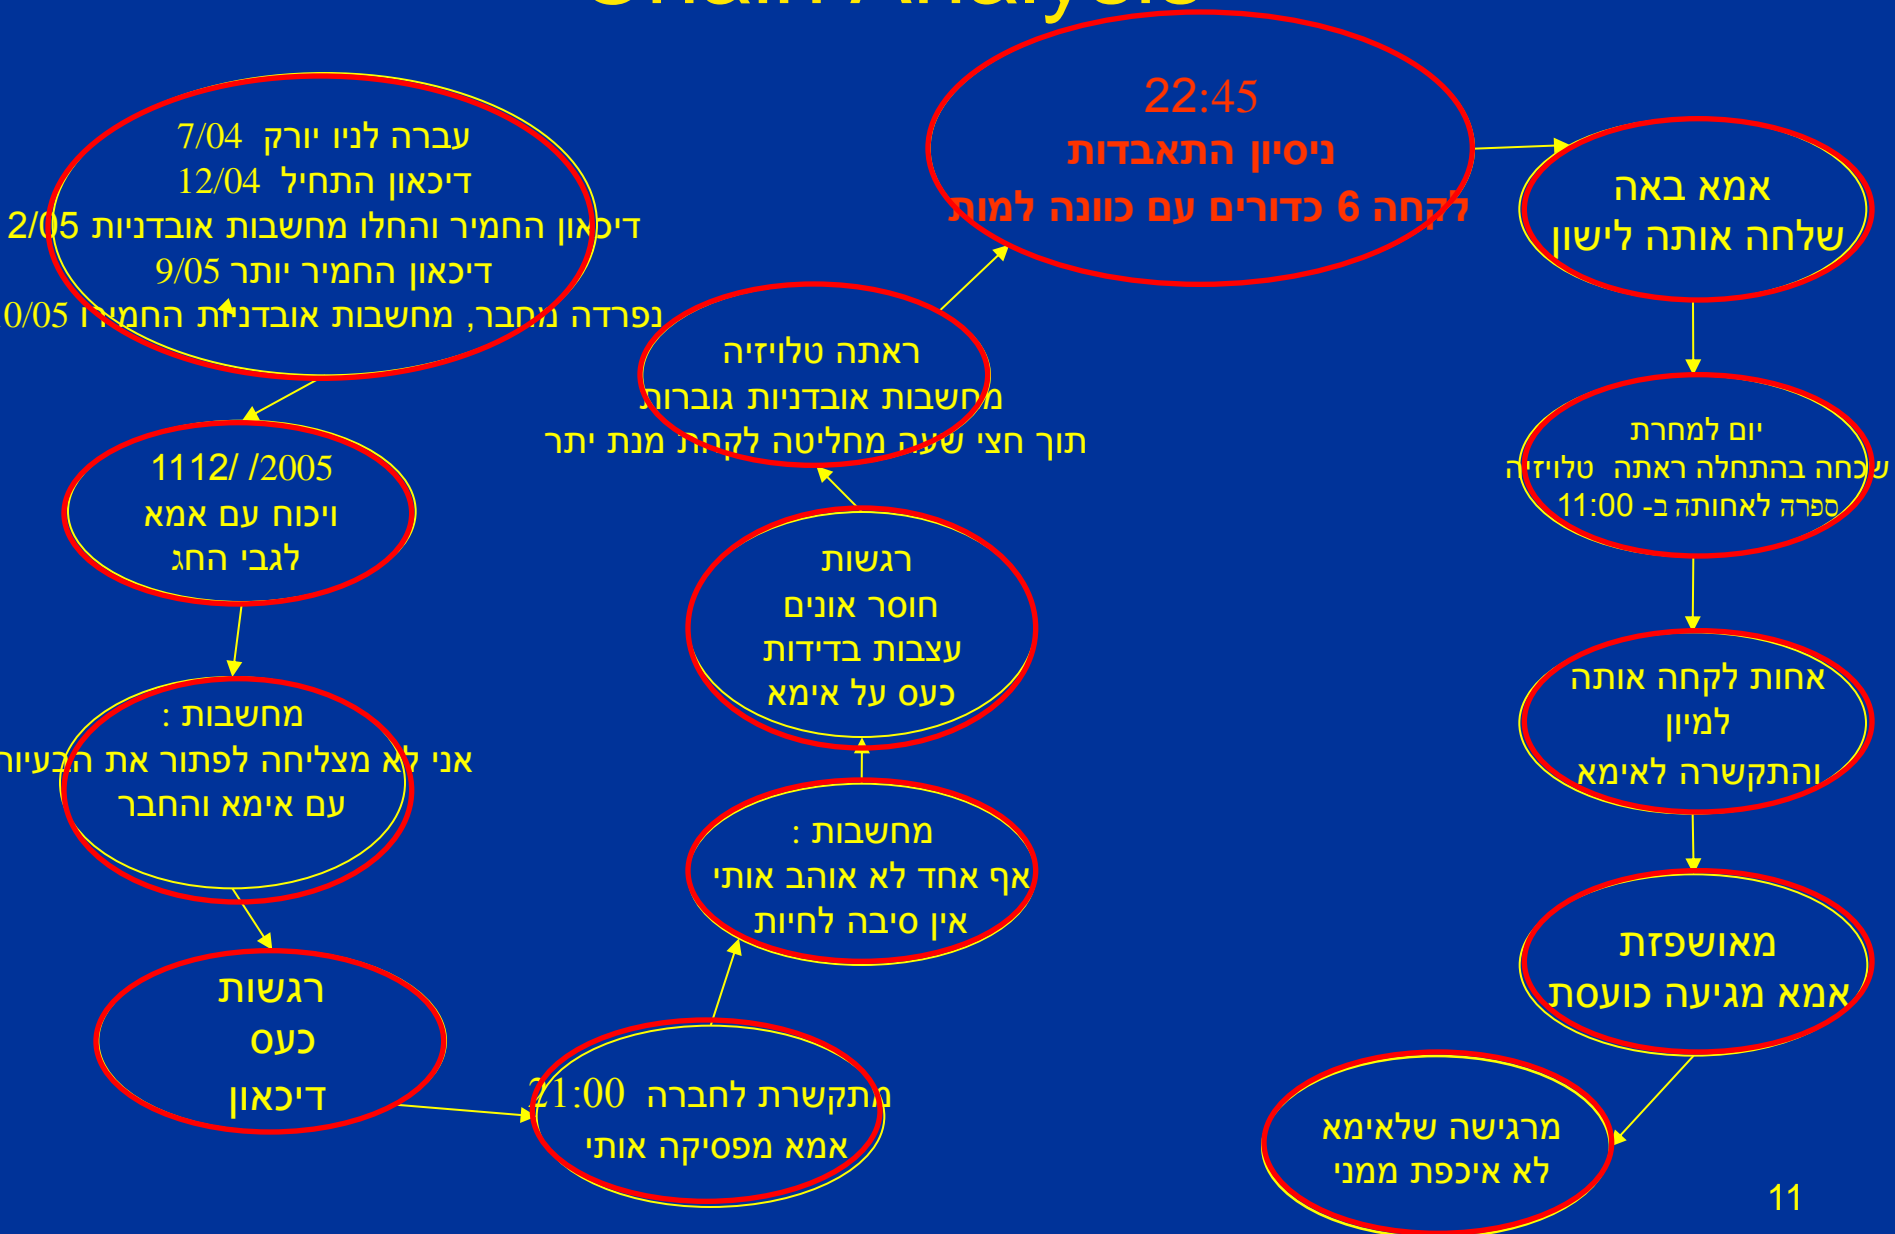 Chain Analysis
עברה לניו יורק 7/04
דיכאון התחיל 12/04
דיכאון החמיר והחלו מחשבות אובדניות 2/05
דיכאון החמיר יותר 9/05
נפרדה מחבר, מחשבות אובדניות החמירו 0/05
1112/ /2005
ויכוח עם אמא
לגבי החג
מחשבות :
אני לא מצליחה לפתור את הבעיות
עם אימא והחבר
רגשות
כעס
דיכאון
מתקשרת לחברה 21:00
אמא מפסיקה אותי
מחשבות :
אף אחד לא אוהב אותי
אין סיבה לחיות
רגשות
חוסר אונים
עצבות בדידות
כעס על אימא
ראתה טלויזיה
מחשבות אובדניות גוברות
תוך חצי שעה מחליטה לקחת מנת יתר
22:45
ניסיון התאבדות
לקחה 6 כדורים עם כוונה למות
אמא באה
שלחה אותה לישון
יום למחרת
שכחה בהתחלה ראתה טלויזיה
ספרה לאחותה ב- 11:00
אחות לקחה אותה
למיון
והתקשרה לאימא
מאושפזת
אמא מגיעה כועסת
מרגישה שלאימא
לא איכפת ממני
11